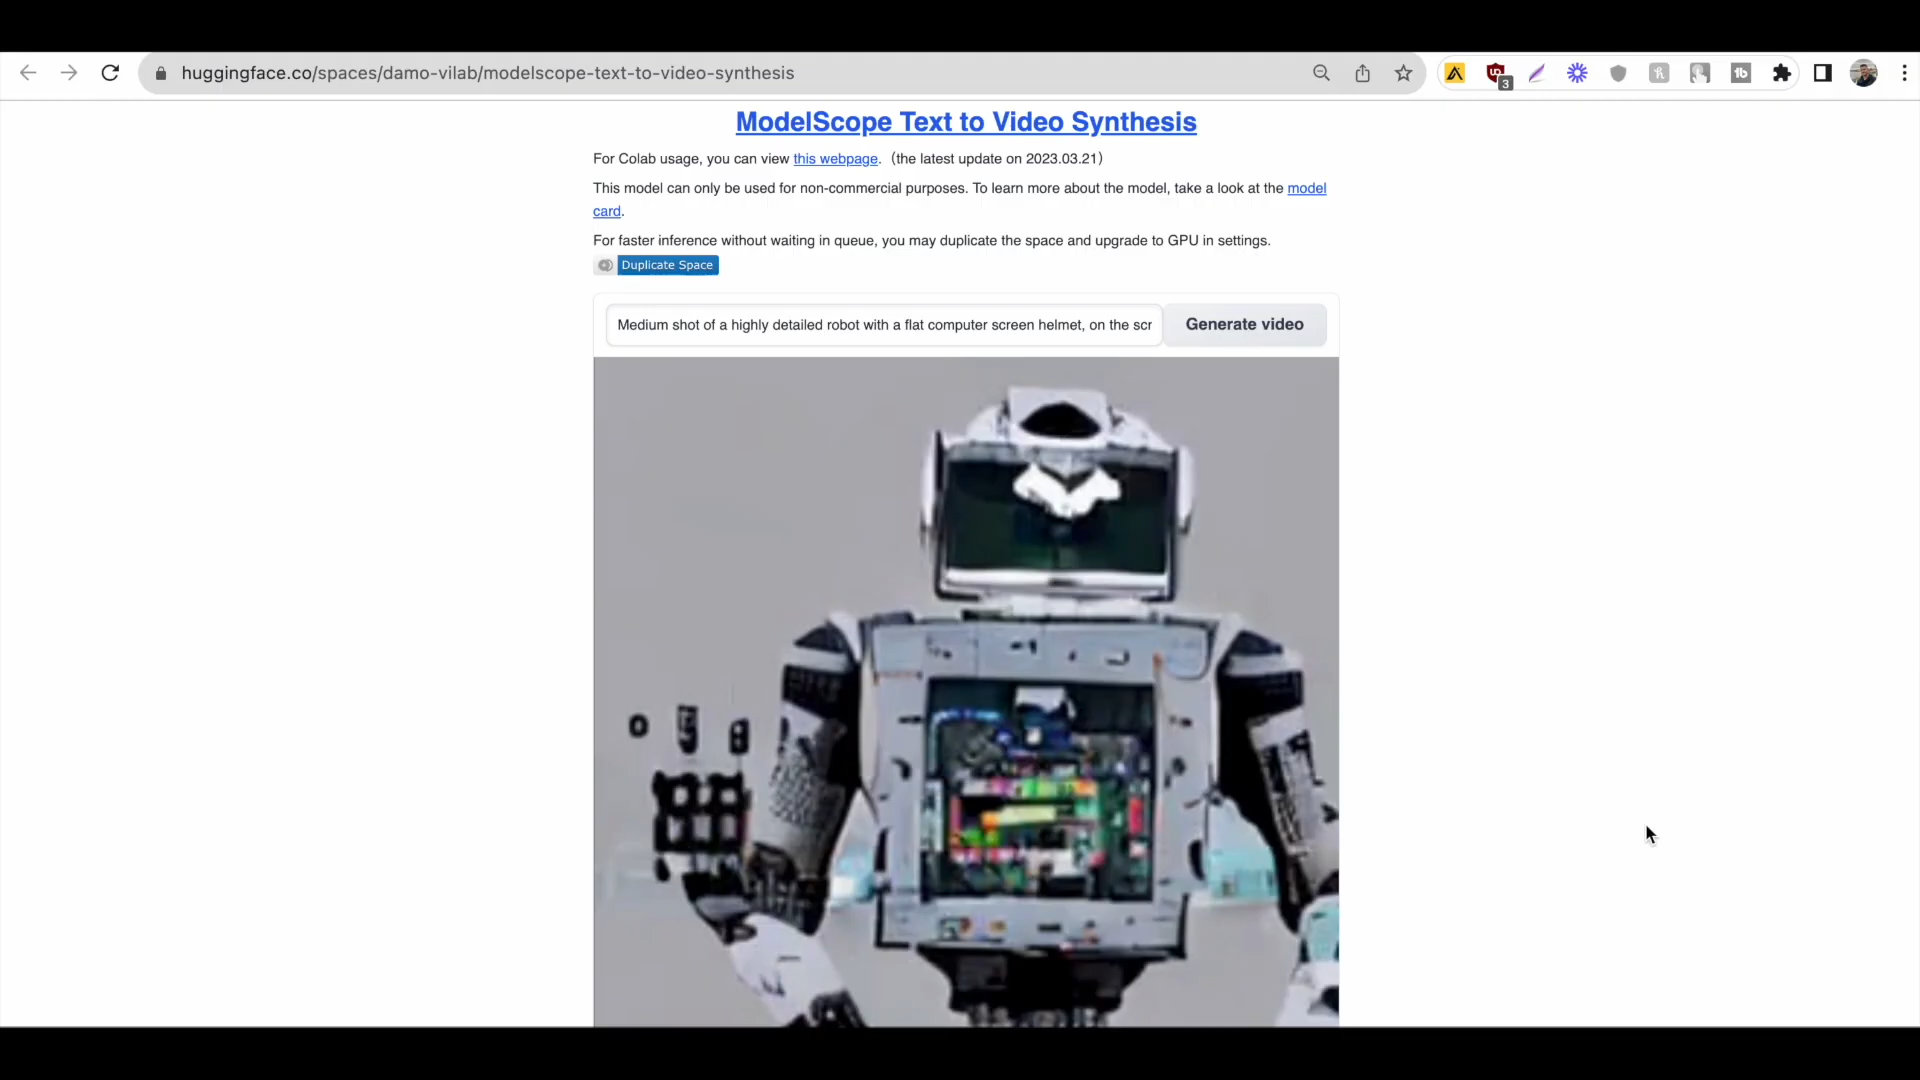 huggingface.co/spaces/damo-vilab/modelscope-text-to-video-synthesis
3
ModelScope Text to Video Synthesis
For Colab usage, you can view this webpage. (the latest update on 2023.03.21)
This model can only be used for non-commercial purposes. To learn more about the model, take a look at the model
card.
For faster inference without waiting in queue, you may duplicate the space and upgrade to GPU in settings.
Duplicate Space
Medium shot of a highly detailed robot with a flat computer screen helmet, on the scr
Generate video